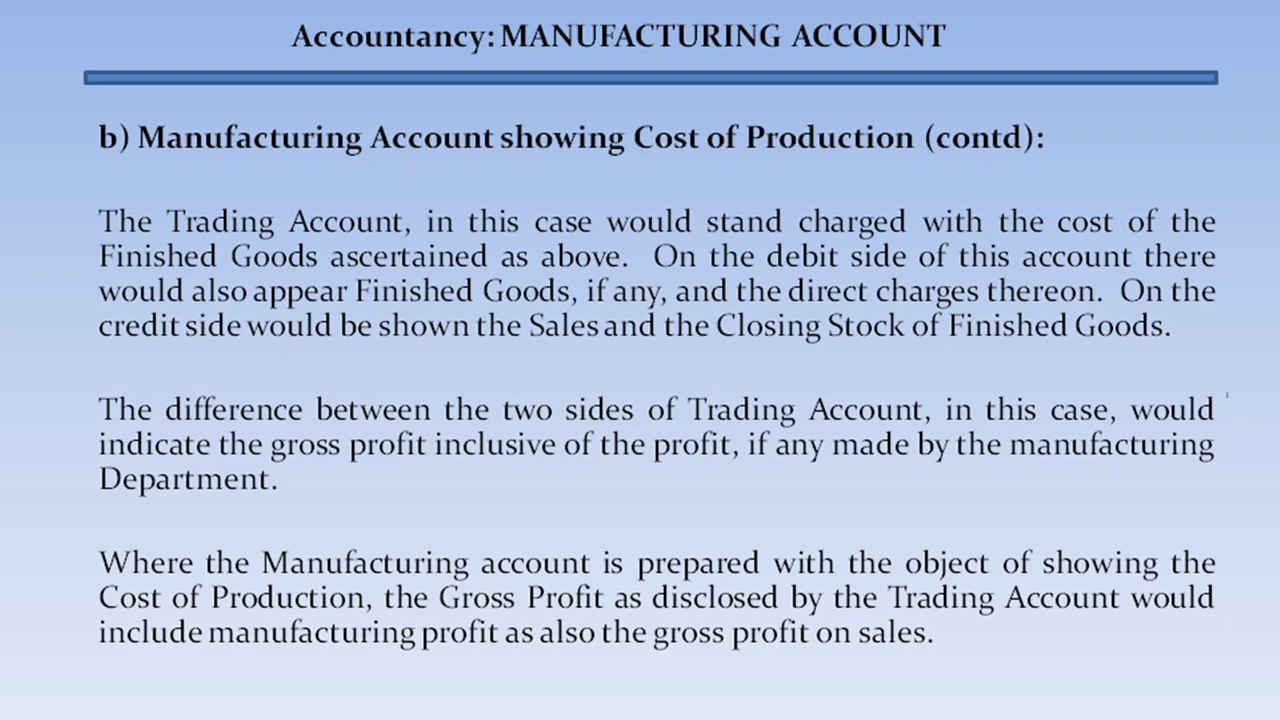 Accountancy: MANUFACTURING ACCOUNT
b) Manufacturing Account showing Cost of Production (contd):
The Trading Account, in this case would stand charged with the cost of the
Finished Goods ascertained as above. On the debit side of this account there
would also appear Finished Goods, if any, and the direct charges thereon. On the
credit side would be shown the Sales and the Closing Stock of Finished Goods.
The difference between the two sides of Trading Account, in this case, would
indicate the gross profit inclusive of the profit, if any made by the manufacturing
Department.
Where the Manufacturing account is prepared with the object of showing the
Cost of Production, the Gross Profit as disclosed by the Trading Account would
include manufacturing profit as also the gross profit on sales.